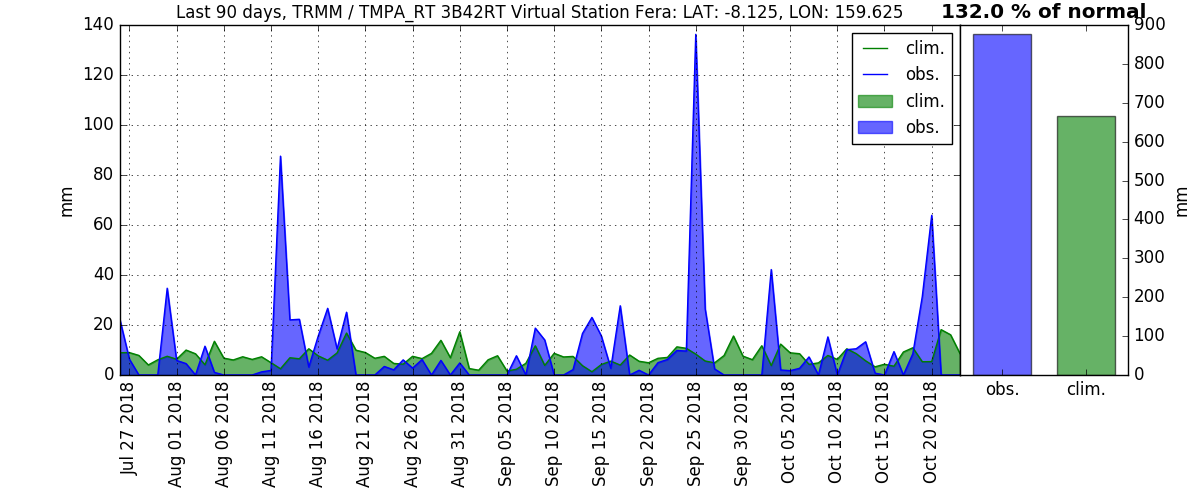 Last 90 days, TRMM / TMPA_RT 3B42RT Virtual Station Fera: LAT: -8.125, LON: 159.625
132.0 % of normal
140
120
100
80
60
40
20
0
mm
clim.
obs.
clim.
obs.
900
800
700
600
500
400
300
200
100
0
mm
Jul 27 2018
Aug 01 2018
Aug 06 2018
Aug 11 2018
Aug 16 2018
Aug 21 2018
Aug 26 2018
Aug 31 2018
Sep 05 2018
Sep 10 2018
Sep 15 2018
Sep 20 2018
Sep 25 2018
Sep 30 2018
Oct 05 2018
Oct 10 2018
Oct 15 2018
Oct 20 2018
obs.
clim.